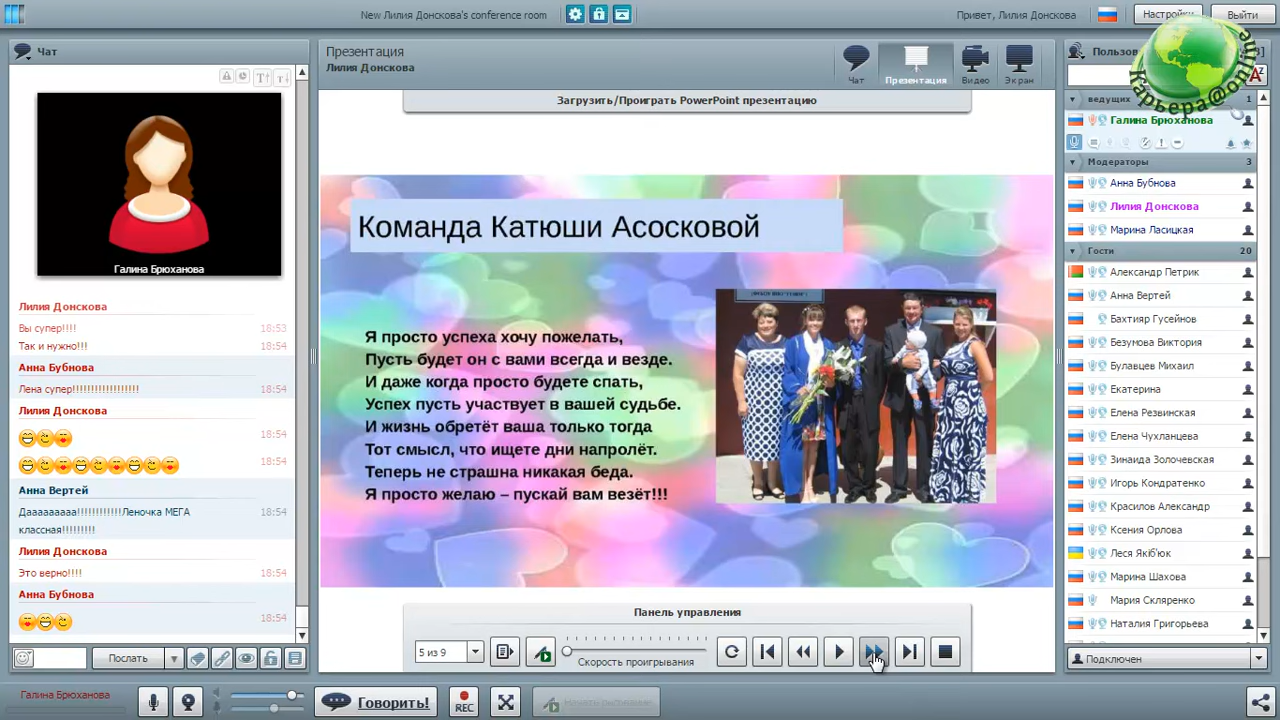 New Лилия Донскова's conference room
Привет, Лилия Донскова
Настройки
Выйти
Карьера@online
Чат
Галина Брюханова
Лилия Донскова
Вы супер!!!! 18:53
Так и нужно!!! 18:54
Анна Бубнова
Лена супер!!!!!!!!!!!!!!!!!! 18:54
Лилия Донскова
18:54
18:54
Анна Вертей
Дааааааааа!!!!!!!!!!!!Леночка МЕГА 18:54
классная!!!!!!!!!
Лилия Донскова
Это верно!!!! 18:54
Анна Бубнова
18:54
Послать
Презентация
Лилия Донскова
Чат
Презентация
Видео
Экран
Загрузить/Проиграть PowerPoint презентацию
Команда Катюши Асосковой
Я просто успеха хочу пожелать,
Пусть будет он с вами всегда и везде.
И даже когда просто будете спать,
Успех пусть участвует в вашей судьбе.
И жизнь обретёт ваша только тогда
Тот смысл, что ищете дни напролёт.
Теперь не страшна никакая беда.
Я просто желаю – пускай вам везёт!!!
Панель управления
5 из 9
Скорость проигрывания
ведущих 1
Галина Брюханова
Модераторы 3
Анна Бубнова
Лилия Донскова
Марина Ласицкая
Гости 20
Александр Петрик
Анна Вертей
Бахтияр Гусейнов
Безумова Виктория
Булавцев Михаил
Екатерина
Елена Резвинская
Елена Чухланцева
Зинаида Золочевская
Игорь Кондратенко
Красилов Александр
Ксения Орлова
Леся Якіб'юк
Марина Шахова
Мария Скляренко
Наталия Григорьева
Подключен
Галина Брюханова
Говорить!
REC